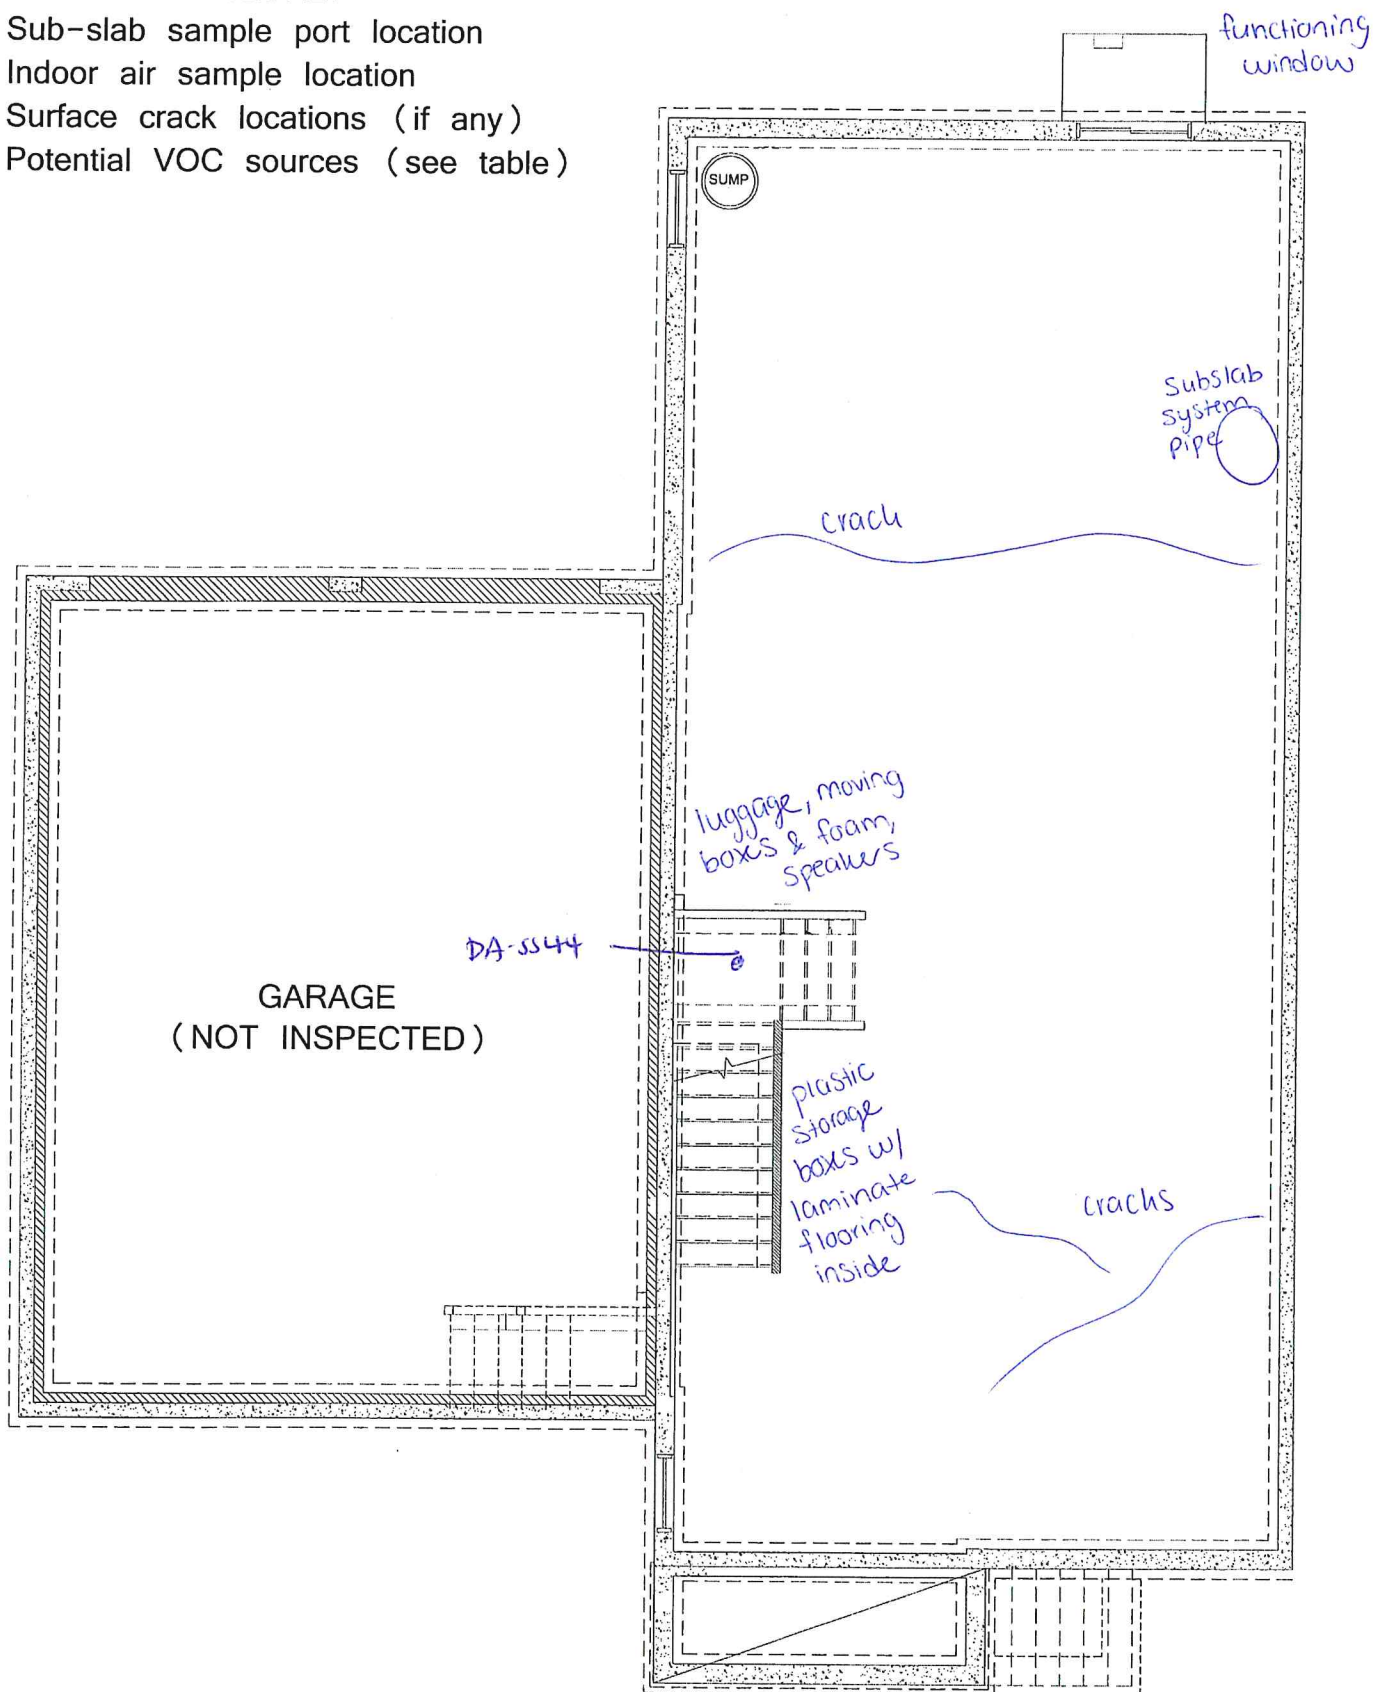 Sub-slab sample port location
Indoor air sample location
Surface crack locations (if any)
Potential VOC sources (see table)
functioning
window
SUMP
Subslab
system
pipe
crack
luggage, moving
boxes & foam,
speakers
DA-SS44
GARAGE
(NOT INSPECTED)
plastic
storage
boxes w/
laminate
flooring
inside
cracks